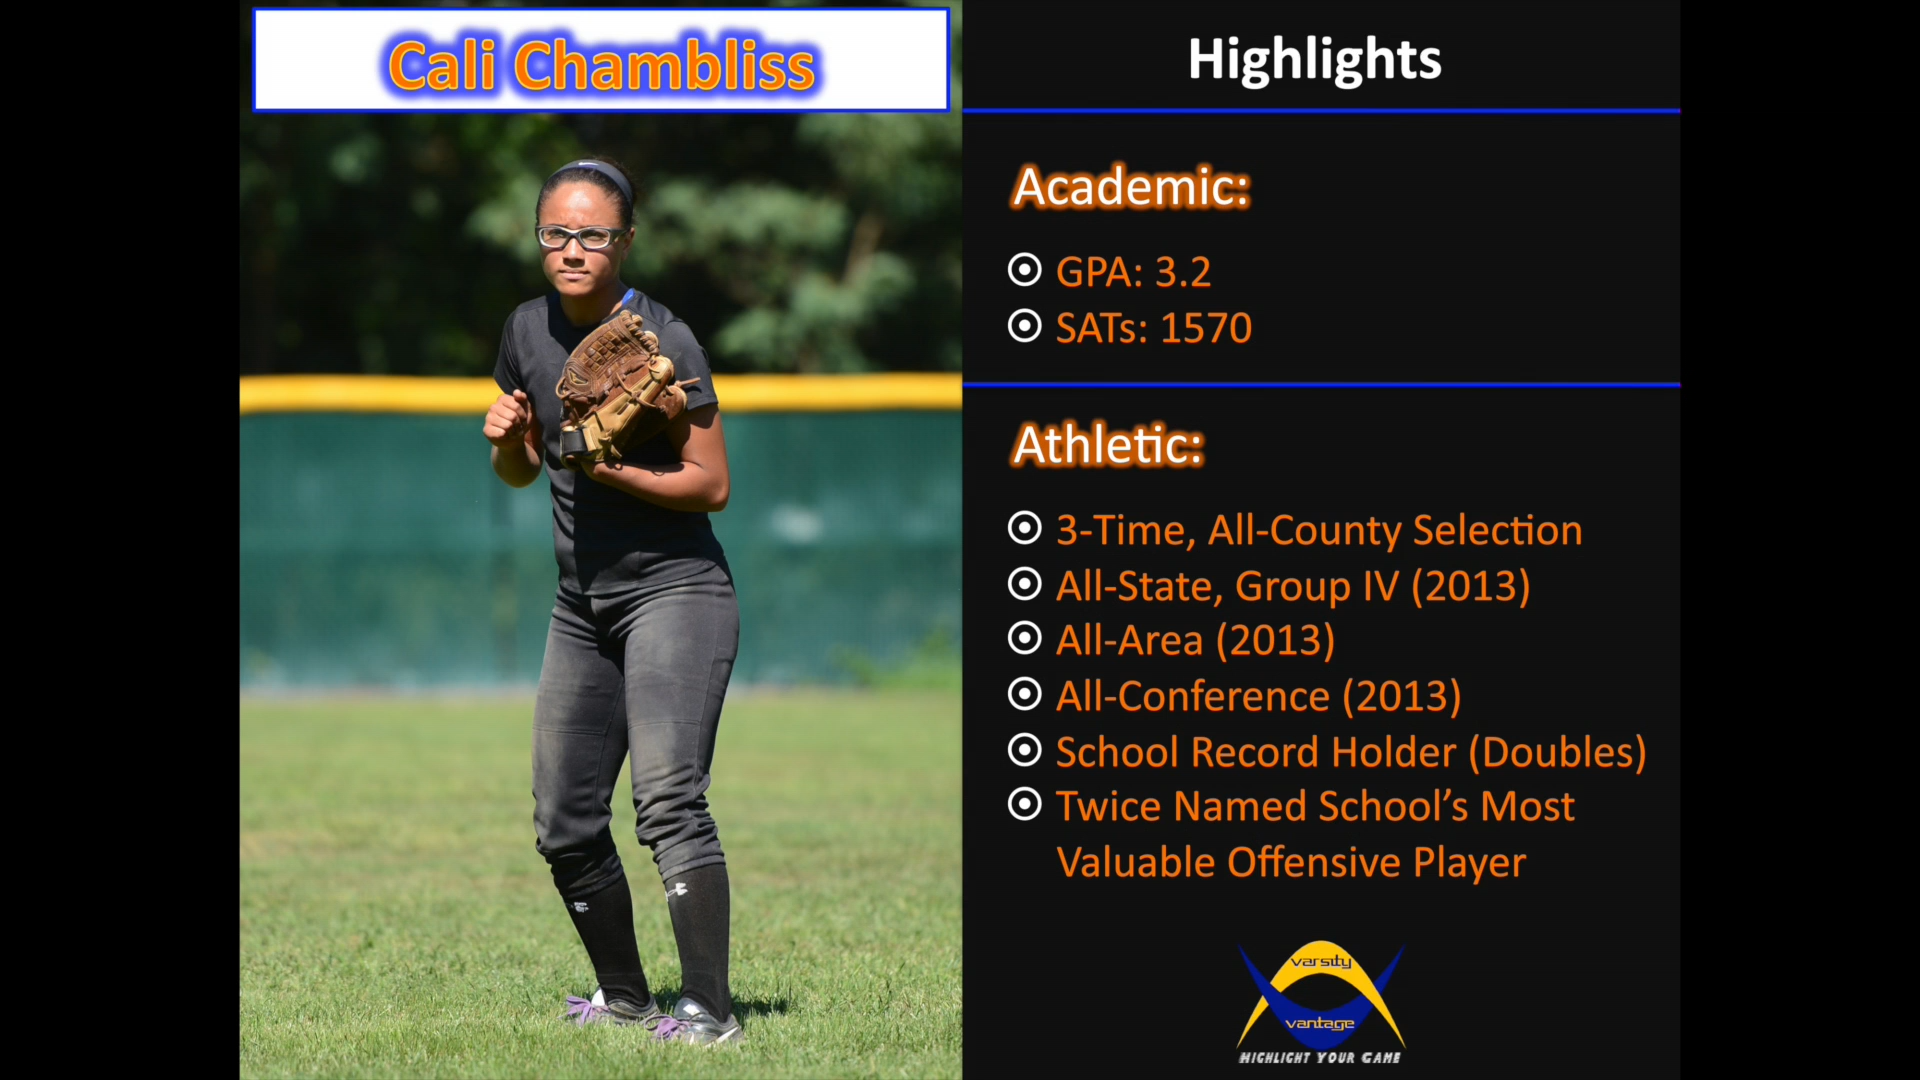 Cali Chambliss
Highlights
Academic:
GPA: 3.2
SATs: 1570
Athletic:
3-Time, All-County Selection
All-State, Group IV (2013)
All-Area (2013)
All-Conference (2013)
School Record Holder (Doubles)
Twice Named School’s Most
Valuable Offensive Player
varsity
vantage
HIGHLIGHT YOUR GAME